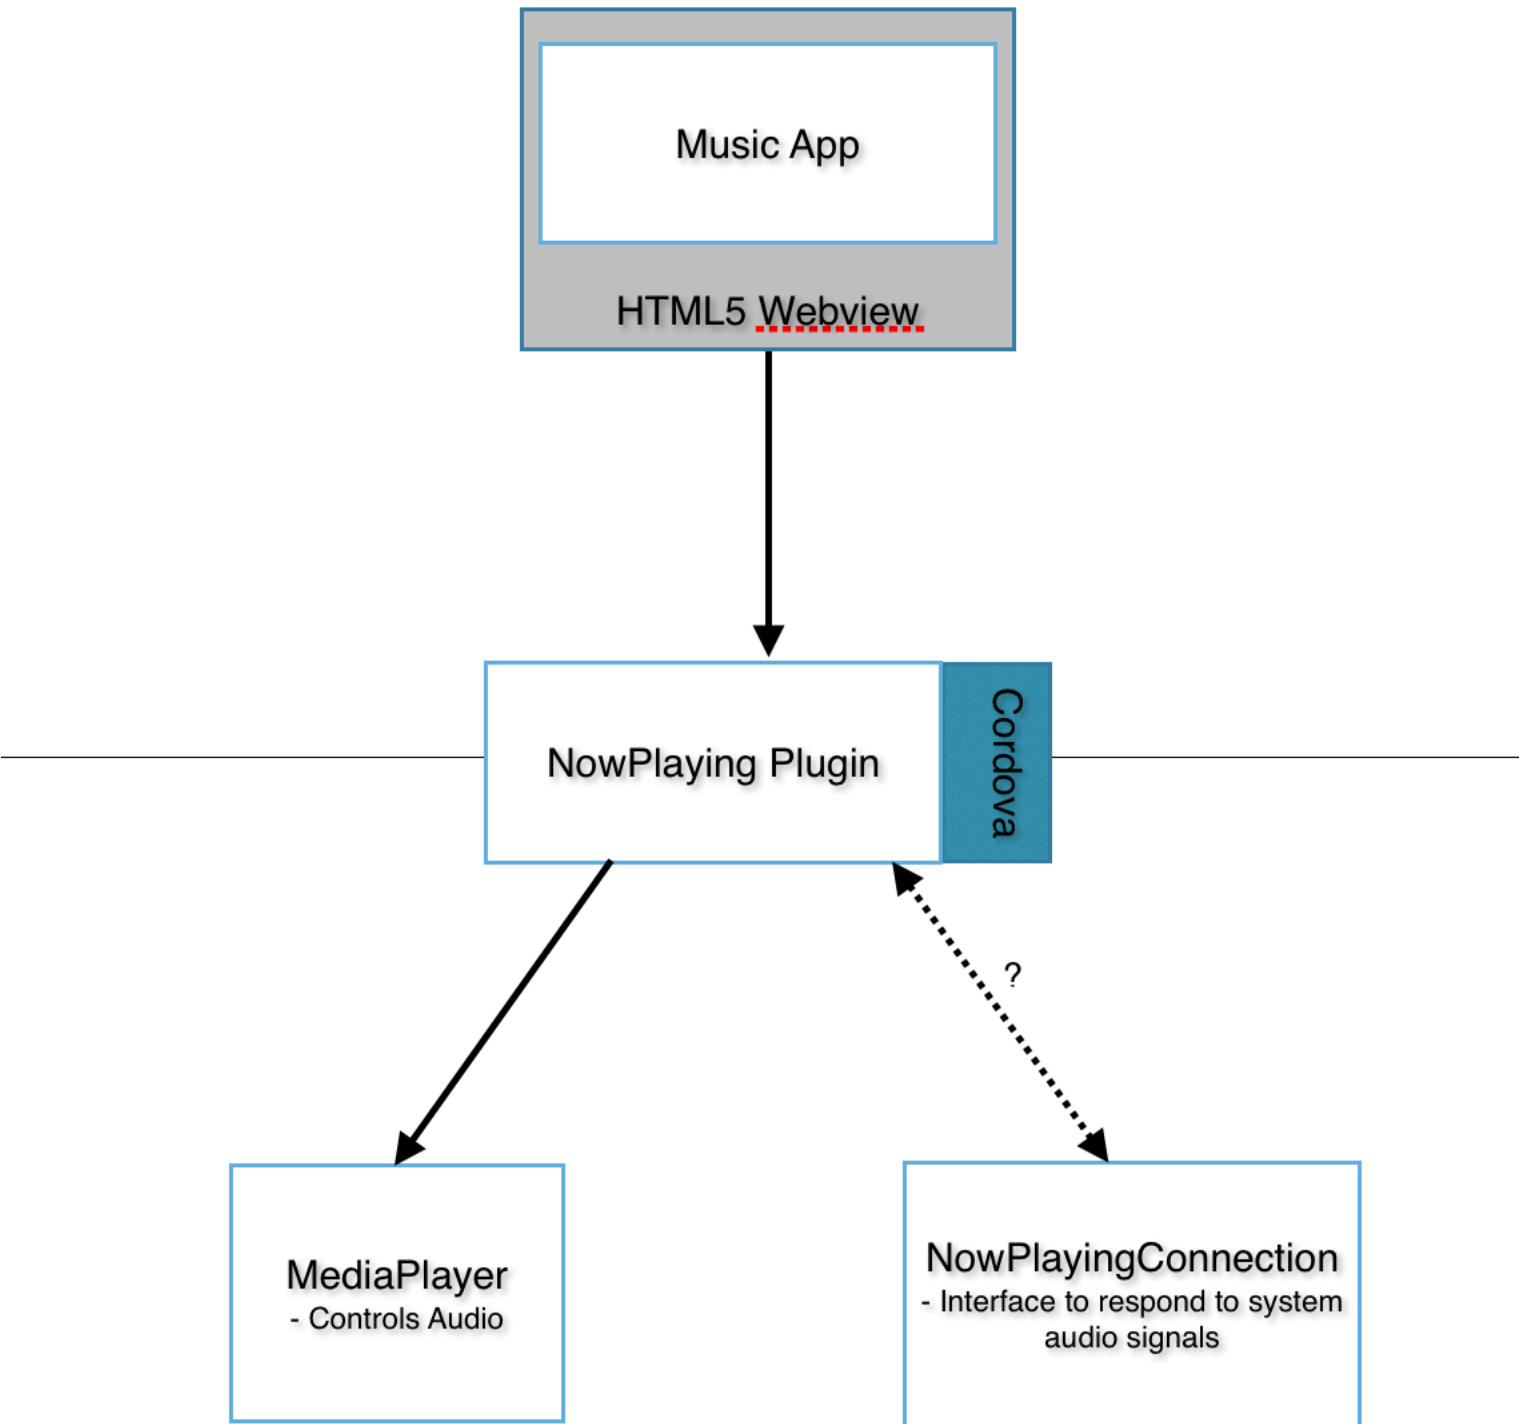 Music App
HTML5 Webview
NowPlaying Plugin
Cordova
?
MediaPlayer
- Controls Audio
NowPlayingConnection
- Interface to respond to system
audio signals